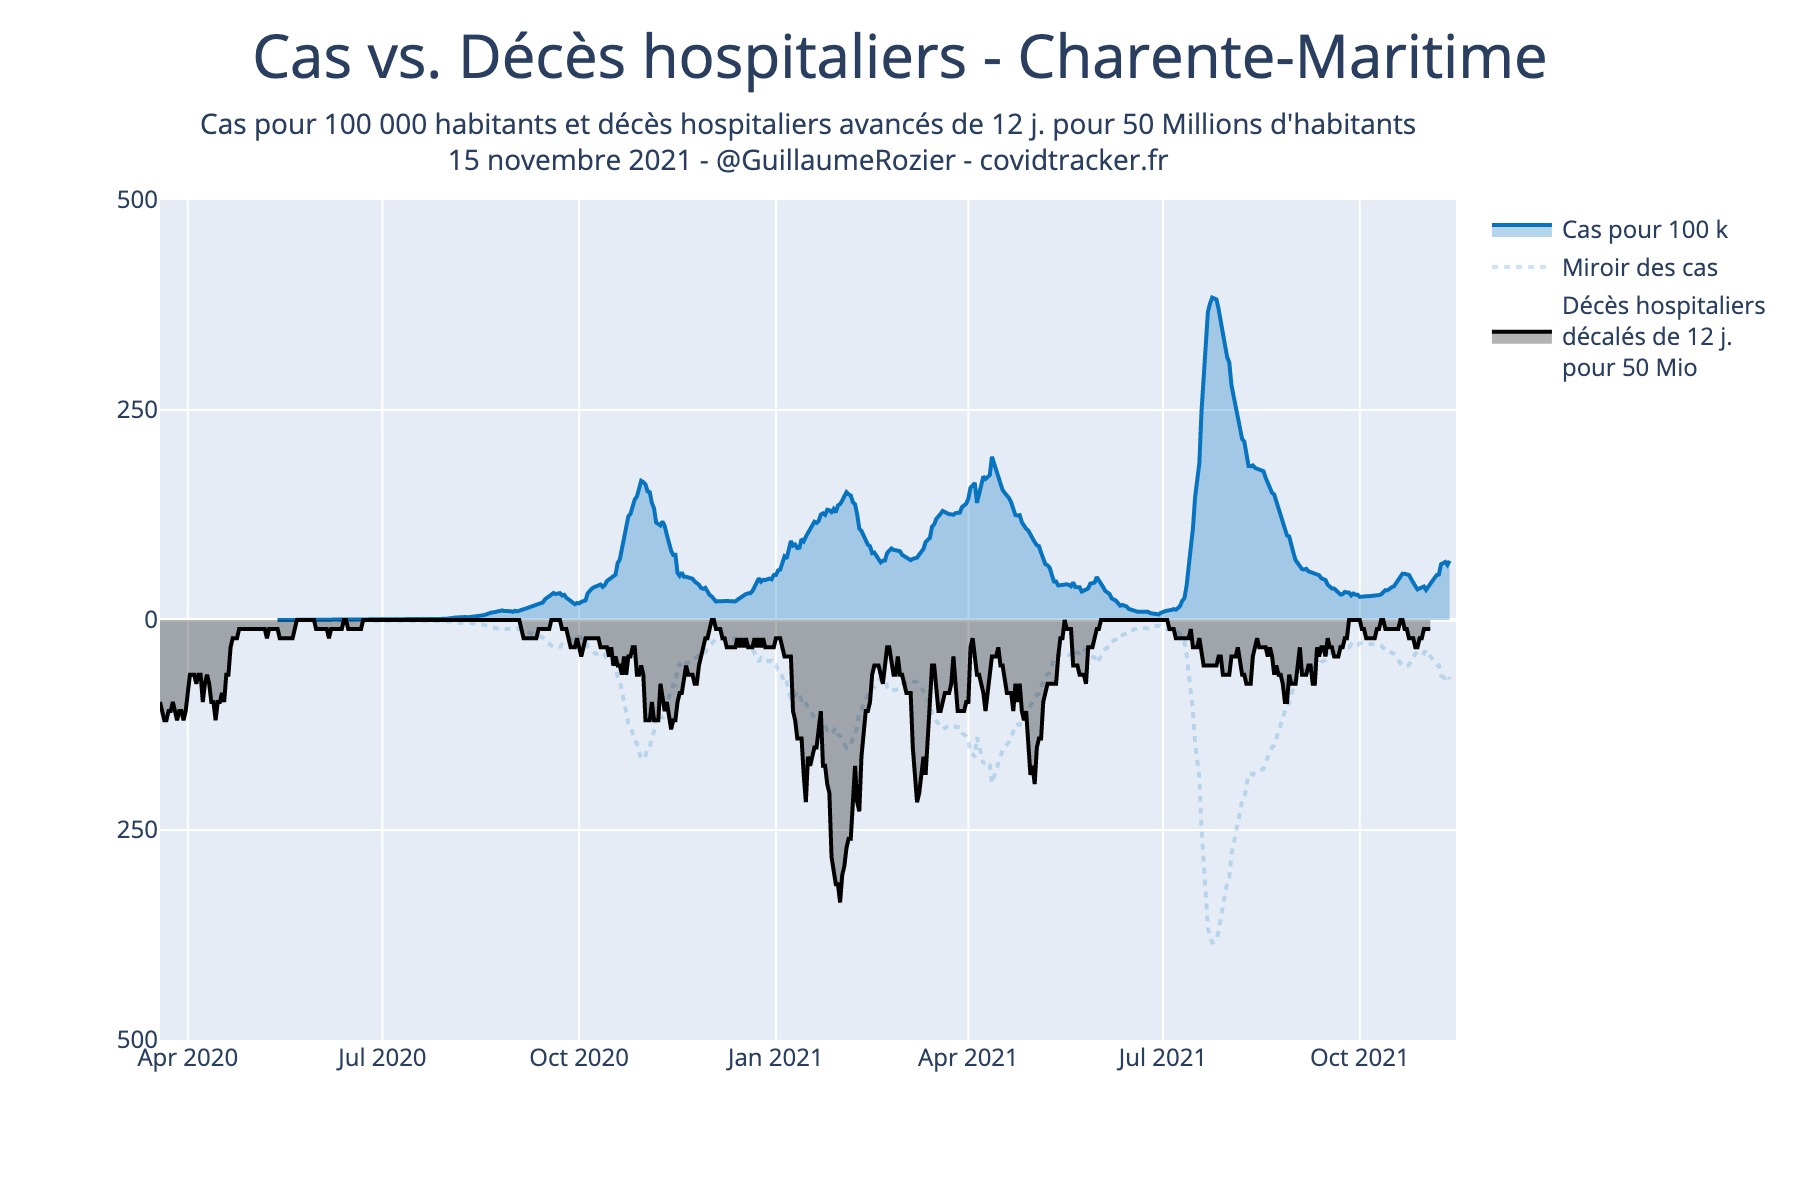 Cas vs. Décès hospitaliers - Charente-Maritime
Cas pour 100 000 habitants et décès hospitaliers avancés de 12 j. pour 50 Millions d'habitants
15 novembre 2021 - @GuillaumeRozier - covidtracker.fr
500
250
0
250
500
Apr 2020
Jul 2020
Oct 2020
Jan 2021
Apr 2021
Jul 2021
Oct 2021
Cas pour 100 k
Miroir des cas
Décès hospitaliers
décalés de 12 j.
pour 50 Mio